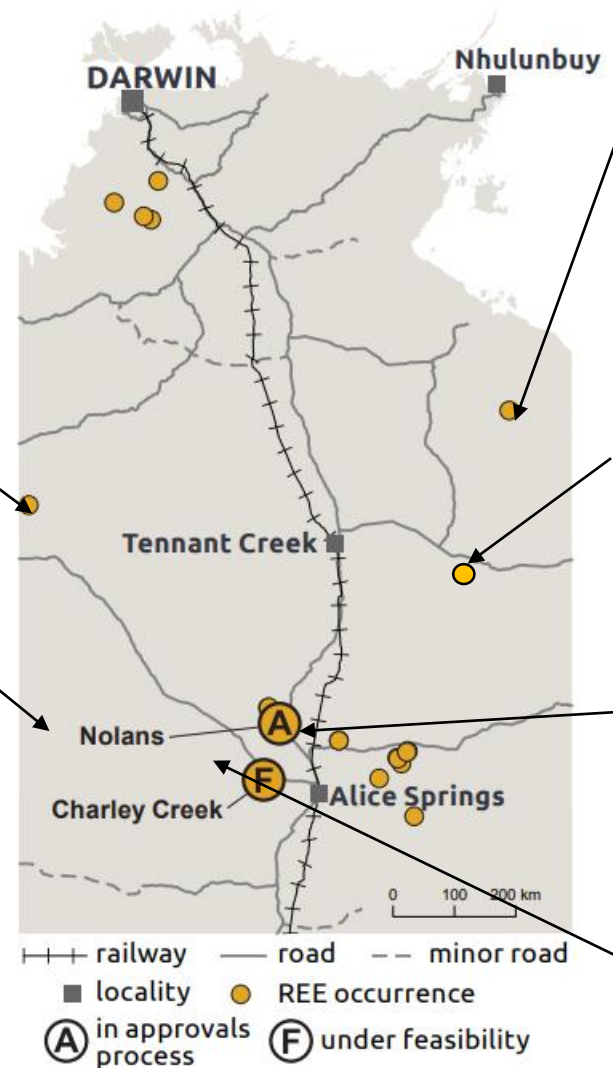 Nhulunbuy
DARWIN
Tennant Creek
A
Nolans
F
Alice Springs
Charley Creek
0 100 200 km
railway road minor road
locality REE occurrence
A in approvals
process
F under feasibility